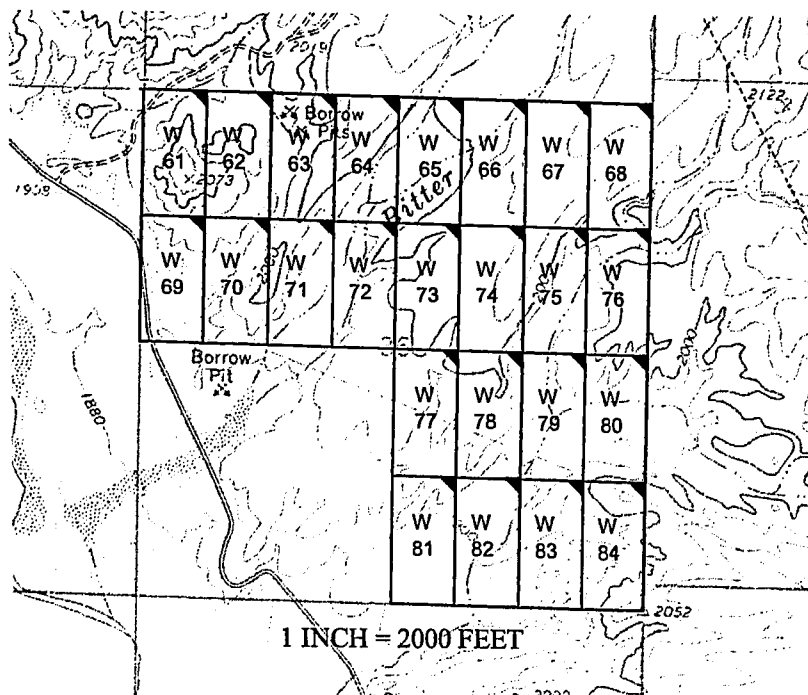 2019
2122
Borrow
Pits
W 61
W 62
W 63
W 64
W 65
W 66
W 67
W 68
×2073
1908
Bitter
W 69
W 70
W 71
W 72
W 73
W 74
W 75
W 76
2000
Borrow
Pit
1880
W 77
W 78
W 79
W 80
W 81
W 82
W 83
W 84
2052
1 INCH = 2000 FEET